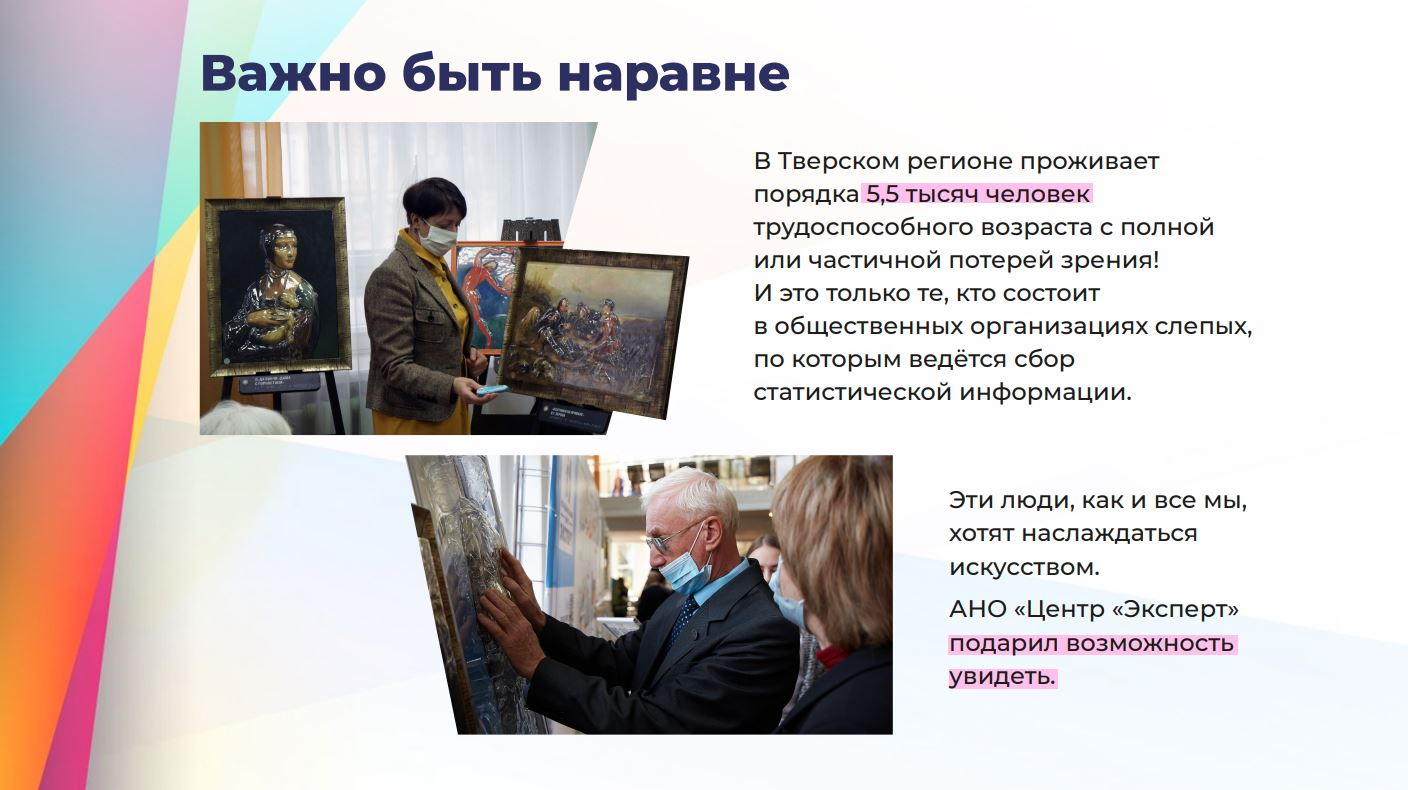 Важно быть наравне
В Тверском регионе проживает
порядка 5,5 тысяч человек
трудоспособного возраста с полной
или частичной потерей зрения!
И это только те, кто состоит
в общественных организациях слепых,
по которым ведётся сбор
статистической информации.
Эти люди, как и все мы,
хотят наслаждаться
искусством.
АНО «Центр «Эксперт»
подарил возможность
увидеть.